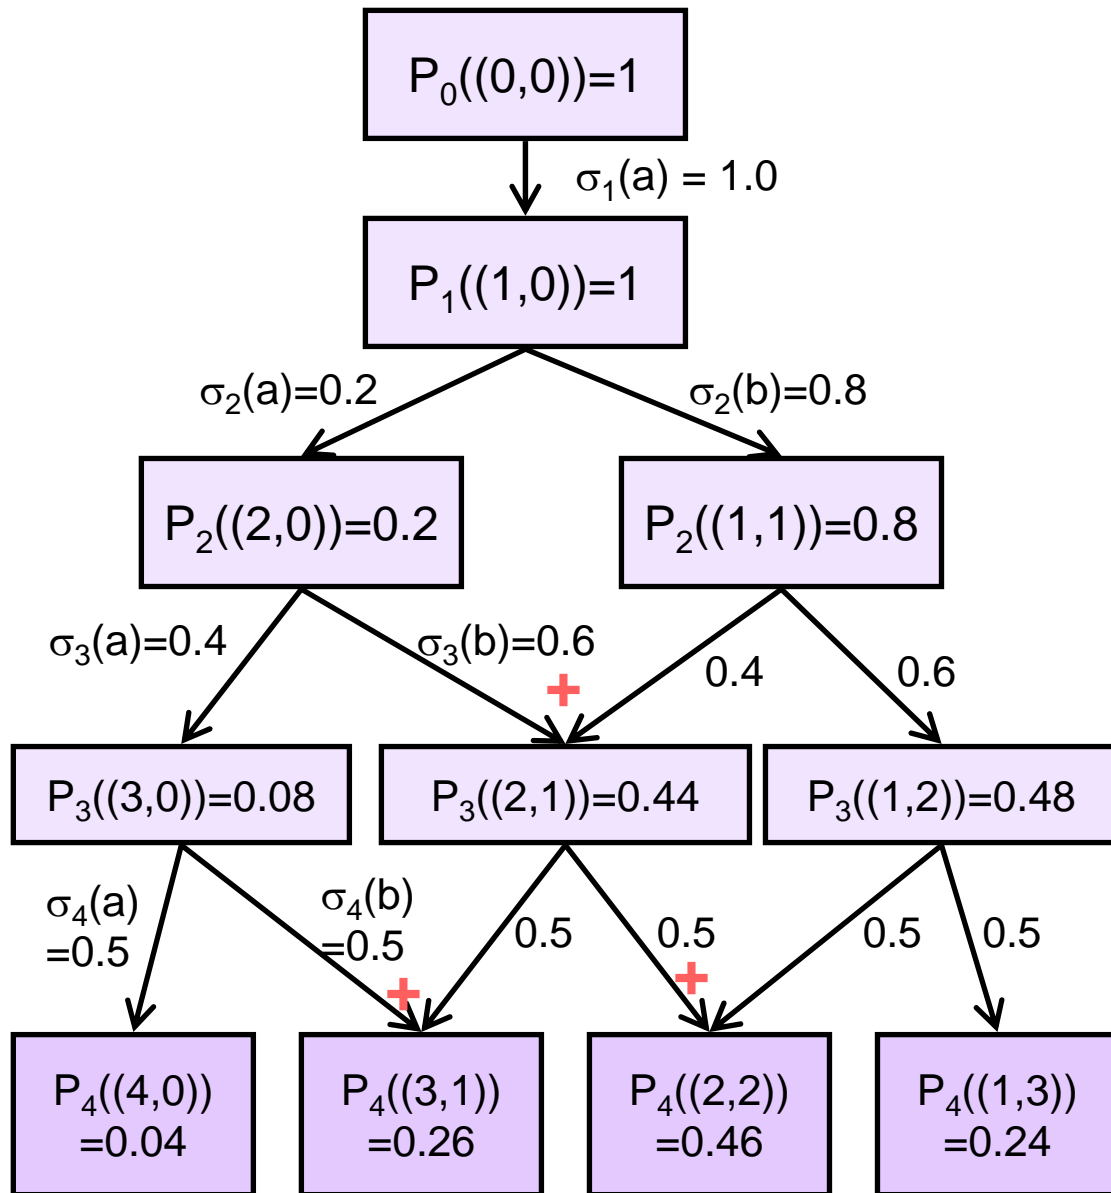 P₀((0,0))=1
σ₁(a) = 1.0
P₁((1,0))=1
σ₂(a)=0.2
σ₂(b)=0.8
P₂((2,0))=0.2
P₂((1,1))=0.8
σ₃(a)=0.4
σ₃(b)=0.6
0.4
0.6
+
P₃((3,0))=0.08
P₃((2,1))=0.44
P₃((1,2))=0.48
σ₄(a)
=0.5
σ₄(b)
=0.5
0.5
0.5
0.5
0.5
+
+
P₄((4,0))
=0.04
P₄((3,1))
=0.26
P₄((2,2))
=0.46
P₄((1,3))
=0.24